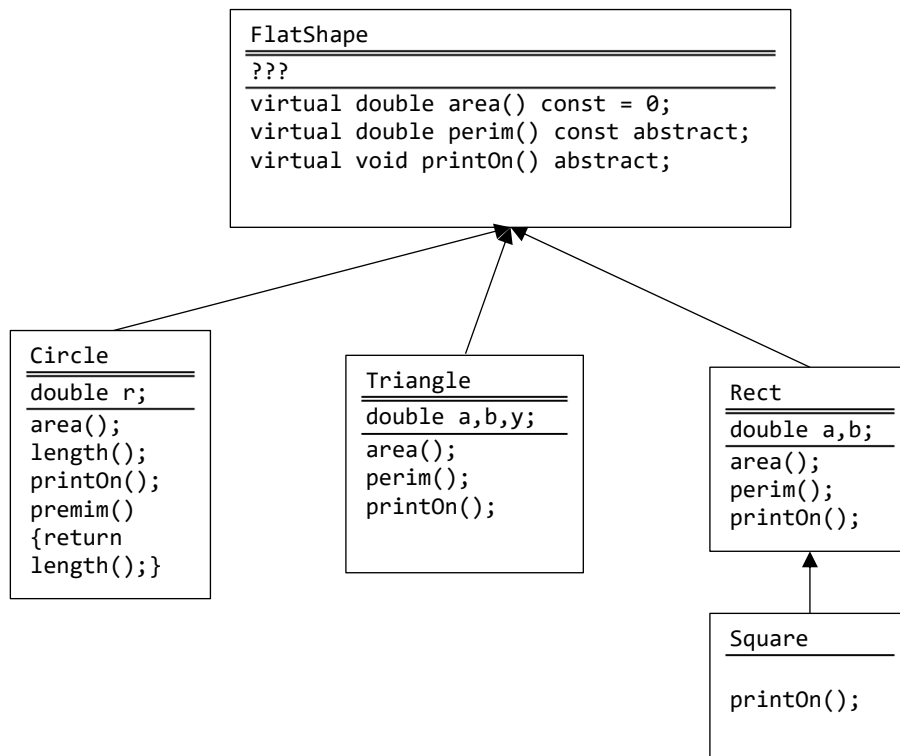 FlatShape
???
virtual double area() const = 0;
virtual double perim() const abstract;
virtual void printOn() abstract;
Circle
double r;
area();
length();
printOn();
premim()
{return
length();}
Triangle
double a,b,y;
area();
perim();
printOn();
Rect
double a,b;
area();
perim();
printOn();
Square
printOn();